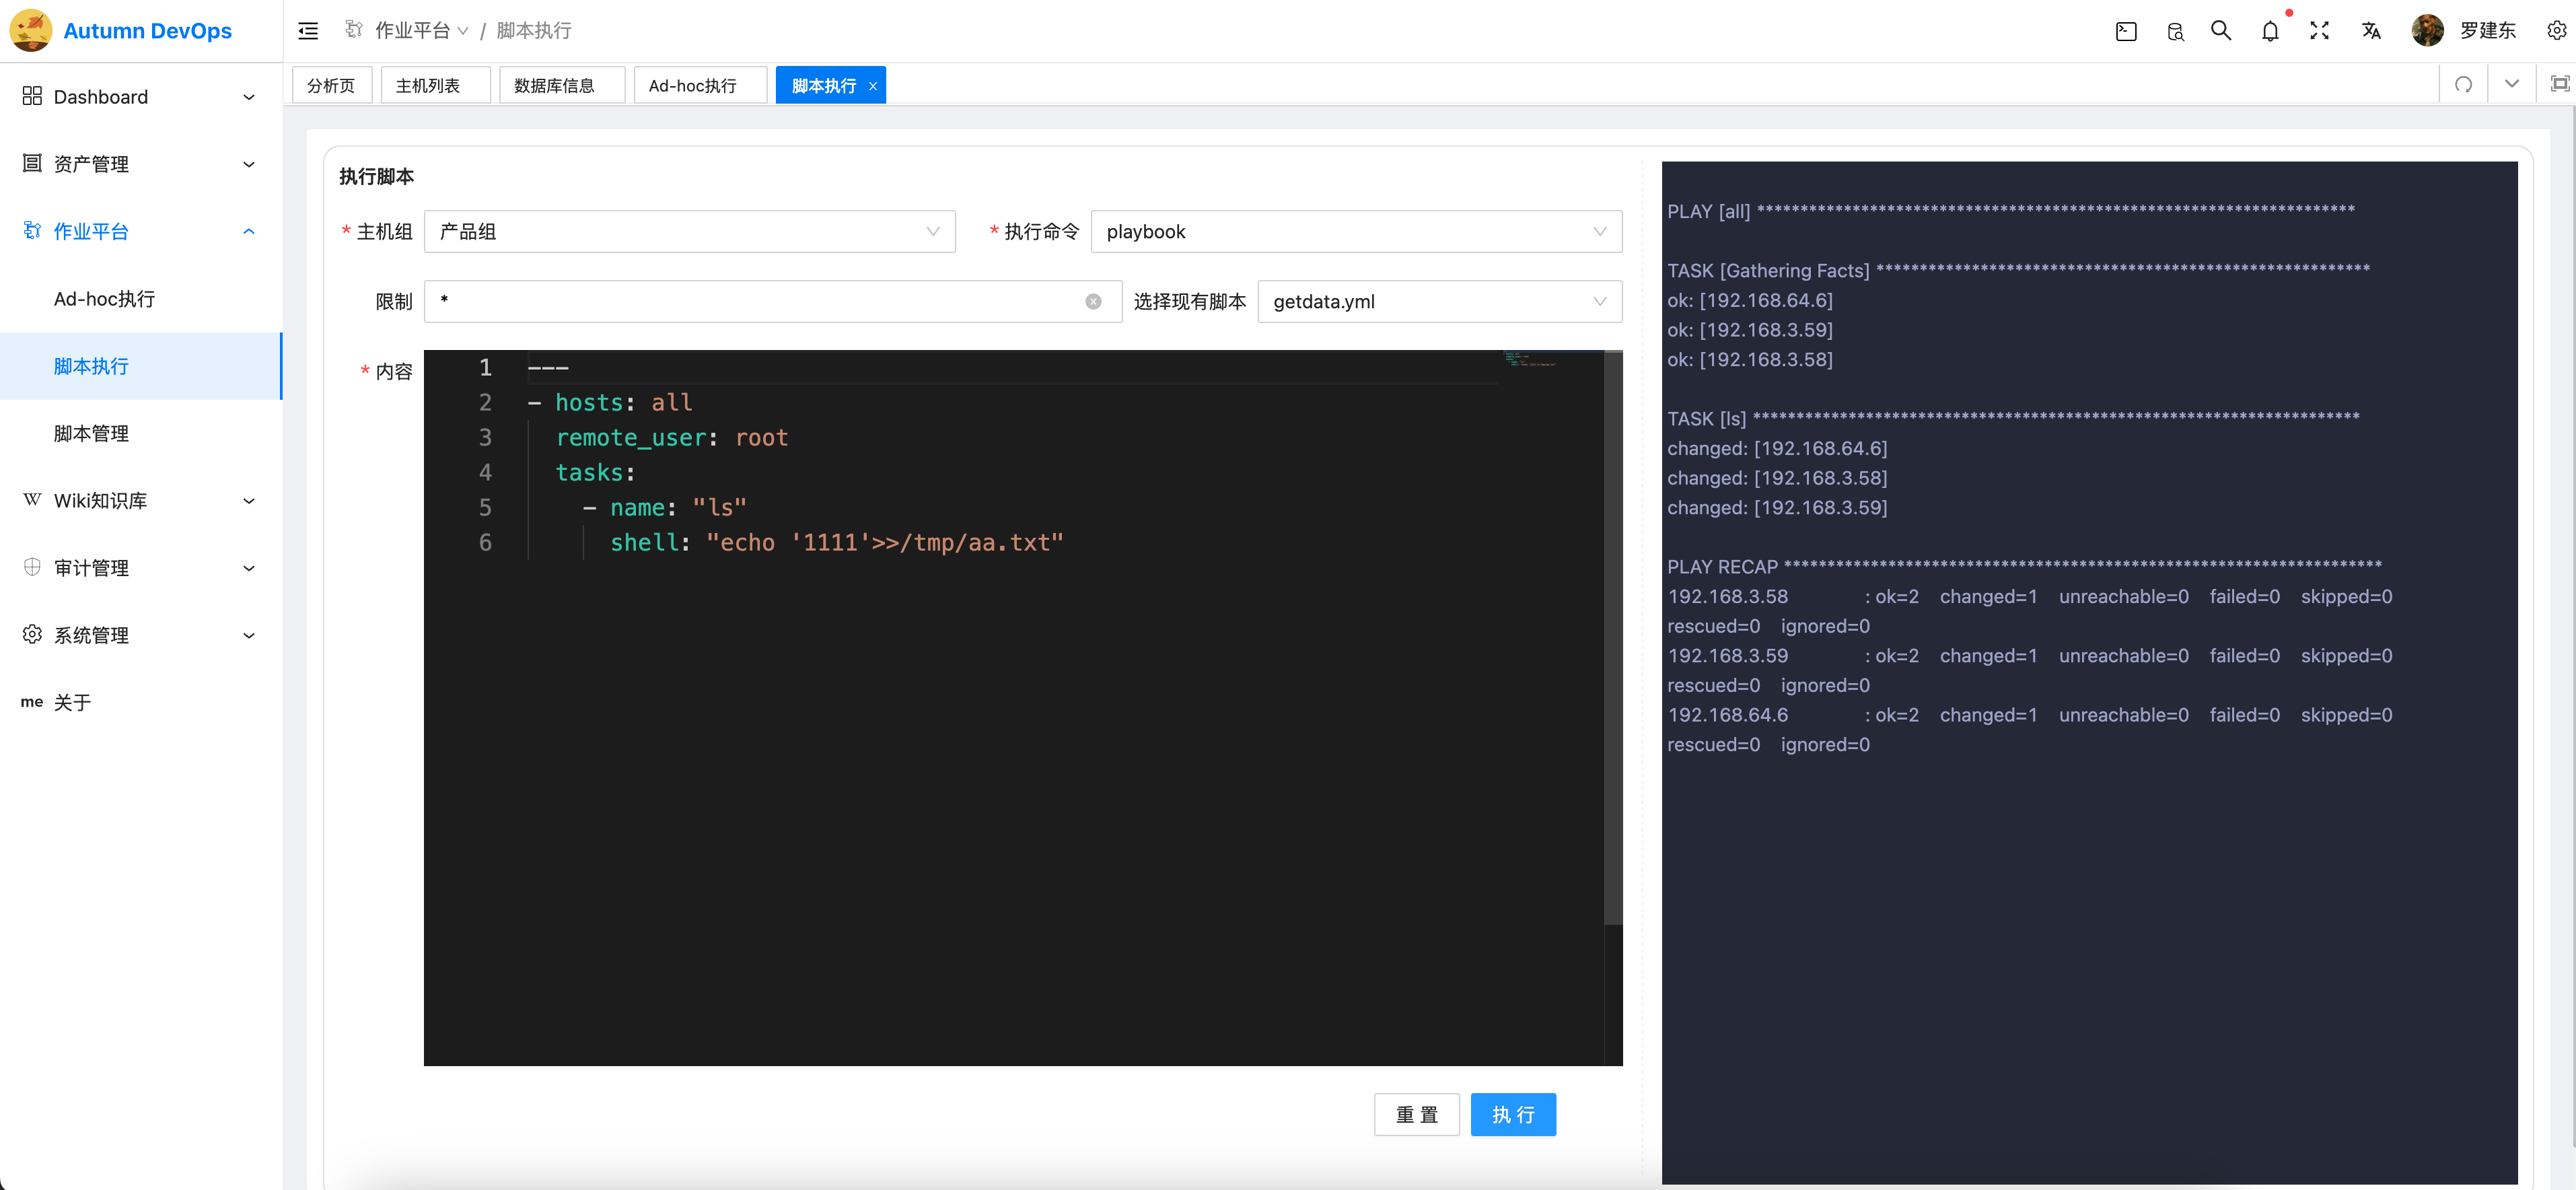 Autumn DevOps
作业平台 / 脚本执行
罗建东
Dashboard
资产管理
作业平台
Ad-hoc执行
脚本执行
脚本管理
Wiki知识库
审计管理
系统管理
me 关于
分析页 主机列表 数据库信息 Ad-hoc执行 脚本执行 ×
执行脚本
* 主机组 产品组 * 执行命令 playbook
限制 * 选择现有脚本 getdata.yml
* 内容
1 ---
2 - hosts: all
3 remote_user: root
4 tasks:
5 - name: "ls"
6 shell: "echo '1111'>>/tmp/aa.txt"
重 置 执 行
PLAY [all] *********************************************************************
TASK [Gathering Facts] *********************************************************
ok: [192.168.64.6]
ok: [192.168.3.59]
ok: [192.168.3.58]
TASK [ls] **********************************************************************
changed: [192.168.64.6]
changed: [192.168.3.58]
changed: [192.168.3.59]
PLAY RECAP *********************************************************************
192.168.3.58 : ok=2 changed=1 unreachable=0 failed=0 skipped=0
rescued=0 ignored=0
192.168.3.59 : ok=2 changed=1 unreachable=0 failed=0 skipped=0
rescued=0 ignored=0
192.168.64.6 : ok=2 changed=1 unreachable=0 failed=0 skipped=0
rescued=0 ignored=0